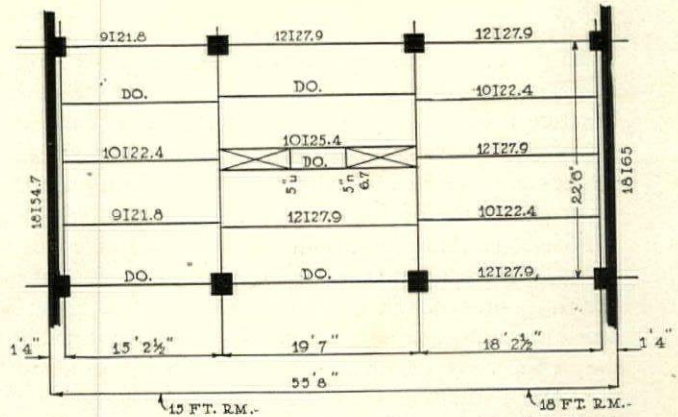 9I21.8
12I27.9
12I27.9
DO.
DO.
10I22.4
10I22.4
10I25.4
DO.
12I27.9
5"u
5"n
6.7
22'8"
18I54.7
18I65
9I21.8
12I27.9
10I22.4
DO.
DO.
12I27.9
1'4"
15'2½"
19'7"
18'2½"
1'4"
55'8"
15 FT. RM.-
18 FT. RM.-